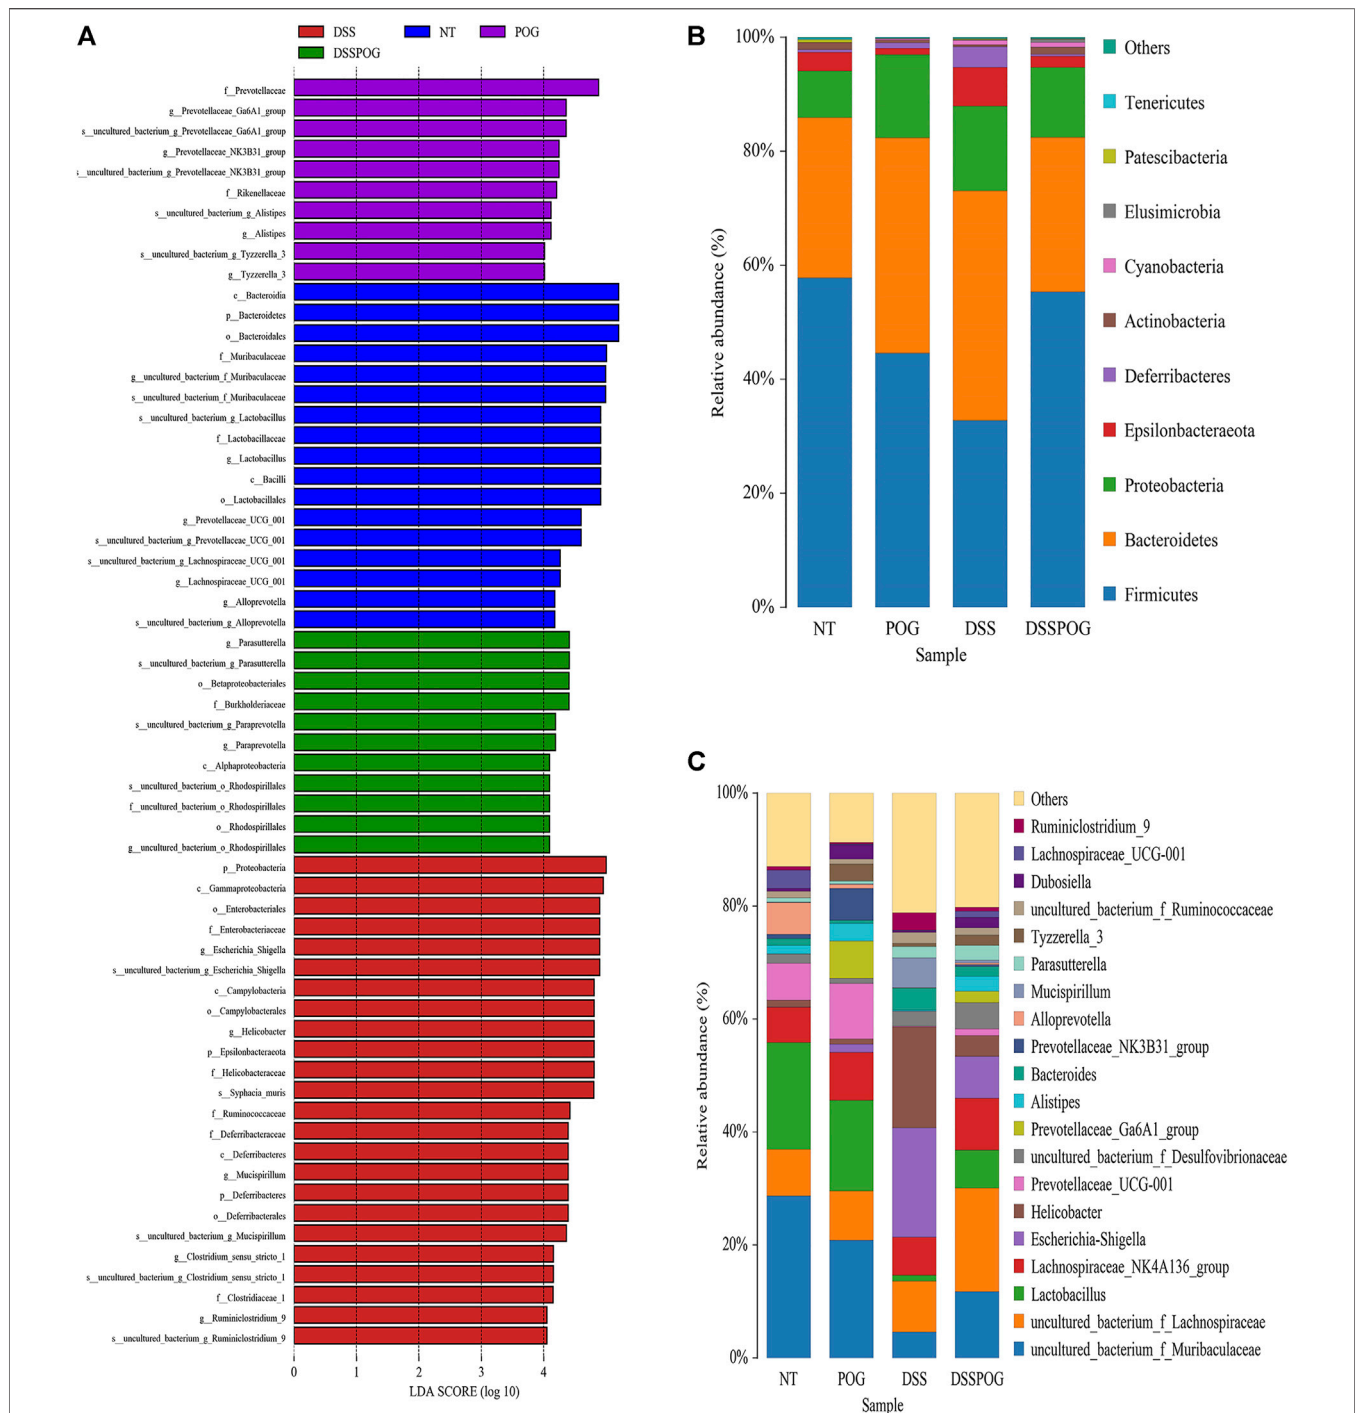 A
DSS
NT
POG
DSSPOG
f__Prevotellaceae
g__Prevotellaceae_Ga6A1_group
s__uncultured_bacterium_g_Prevotellaceae_Ga6A1_group
g__Prevotellaceae_NK3B31_group
s__uncultured_bacterium_g_Prevotellaceae_NK3B31_group
f__Rikenellaceae
s__uncultured_bacterium_g_Alistipes
g__Alistipes
s__uncultured_bacterium_g_Tyzzerella_3
g__Tyzzerella_3
c__Bacteroidia
p__Bacteroidetes
o__Bacteroidales
f__Muribaculaceae
g__uncultured_bacterium_f_Muribaculaceae
s__uncultured_bacterium_f_Muribaculaceae
s__uncultured_bacterium_g_Lactobacillus
f__Lactobacillaceae
g__Lactobacillus
c__Bacilli
o__Lactobacillales
g__Prevotellaceae_UCG_001
s__uncultured_bacterium_g_Prevotellaceae_UCG_001
s__uncultured_bacterium_g_Lachnospiraceae_UCG_001
g__Lachnospiraceae_UCG_001
g__Alloprevotella
s__uncultured_bacterium_g_Alloprevotella
g__Parasutterella
s__uncultured_bacterium_g_Parasutterella
o__Betaproteobacteriales
f__Burkholderiaceae
s__uncultured_bacterium_g_Paraprevotella
g__Paraprevotella
c__Alphaproteobacteria
s__uncultured_bacterium_o_Rhodospirillales
f__uncultured_bacterium_o_Rhodospirillales
o__Rhodospirillales
g__uncultured_bacterium_o_Rhodospirillales
p__Proteobacteria
c__Gammaproteobacteria
o__Enterobacteriales
f__Enterobacteriaceae
g__Escherichia_Shigella
s__uncultured_bacterium_g_Escherichia_Shigella
c__Campylobacteria
o__Campylobacterales
g__Helicobacter
p__Epsilonbacteraeota
f__Helicobacteraceae
s__Syphacia_muris
f__Ruminococcaceae
f__Deferribacteraceae
c__Deferribacteres
g__Mucispirillum
p__Deferribacteres
o__Deferribacterales
s__uncultured_bacterium_g_Mucispirillum
g__Clostridium_sensu_stricto_1
s__uncultured_bacterium_g_Clostridium_sensu_stricto_1
f__Clostridiaceae_1
g__Ruminiclostridium_9
s__uncultured_bacterium_g_Ruminiclostridium_9
0 1 2 3 4
LDA SCORE (log 10)
B
Relative abundance (%)
100%
80%
60%
40%
20%
0%
NT POG DSS DSSPOG
Sample
Others
Tenericutes
Patescibacteria
Elusimicrobia
Cyanobacteria
Actinobacteria
Deferribacteres
Epsilonbacteraeota
Proteobacteria
Bacteroidetes
Firmicutes
C
Relative abundance (%)
100%
80%
60%
40%
20%
0%
NT POG DSS DSSPOG
Sample
Others
Ruminiclostridium_9
Lachnospiraceae_UCG-001
Dubosiella
uncultured_bacterium_f_Ruminococcaceae
Tyzzerella_3
Parasutterella
Mucispirillum
Alloprevotella
Prevotellaceae_NK3B31_group
Bacteroides
Alistipes
Prevotellaceae_Ga6A1_group
uncultured_bacterium_f_Desulfovibrionaceae
Prevotellaceae_UCG-001
Helicobacter
Escherichia-Shigella
Lachnospiraceae_NK4A136_group
Lactobacillus
uncultured_bacterium_f_Lachnospiraceae
uncultured_bacterium_f_Muribaculaceae